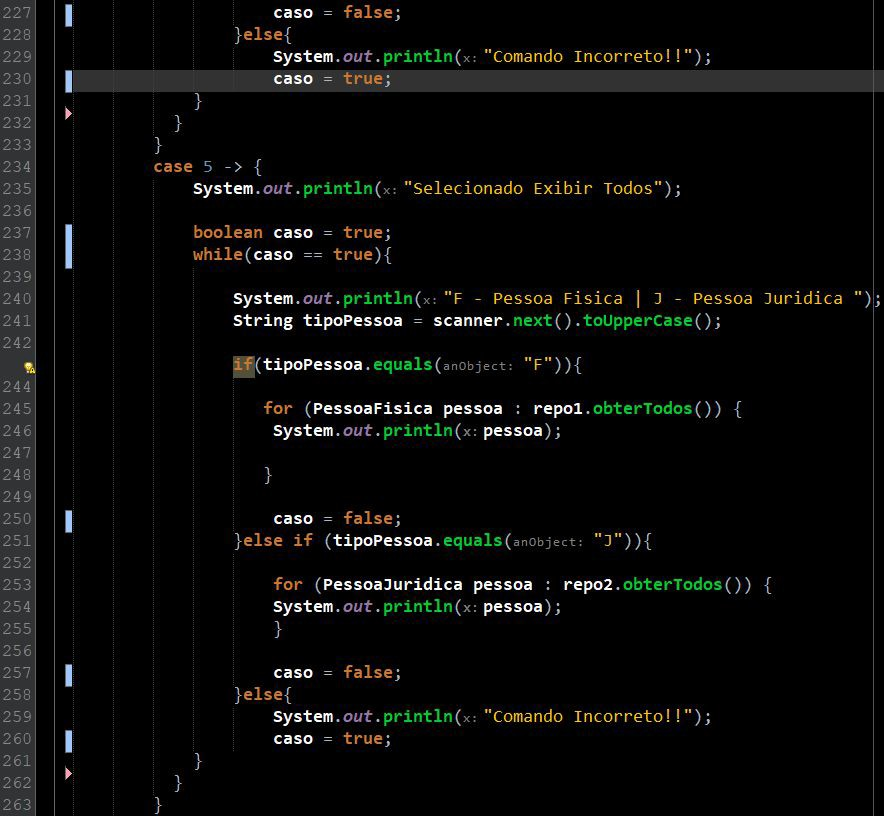 227 caso = false;
228 }else{
229 System.out.println(x: "Comando Incorreto!!");
230 caso = true;
231 }
232 }
233 }
234 case 5 -> {
235 System.out.println(x: "Selecionado Exibir Todos");
236
237 boolean caso = true;
238 while(caso == true){
239
240 System.out.println(x: "F - Pessoa Fisica | J - Pessoa Juridica ");
241 String tipoPessoa = scanner.next().toUpperCase();
242
if(tipoPessoa.equals(anObject: "F")){
244
245 for (PessoaFisica pessoa : repo1.obterTodos()) {
246 System.out.println(x: pessoa);
247
248 }
249
250 caso = false;
251 }else if (tipoPessoa.equals(anObject: "J")){
252
253 for (PessoaJuridica pessoa : repo2.obterTodos()) {
254 System.out.println(x: pessoa);
255 }
256
257 caso = false;
258 }else{
259 System.out.println(x: "Comando Incorreto!!");
260 caso = true;
261 }
262 }
263 }